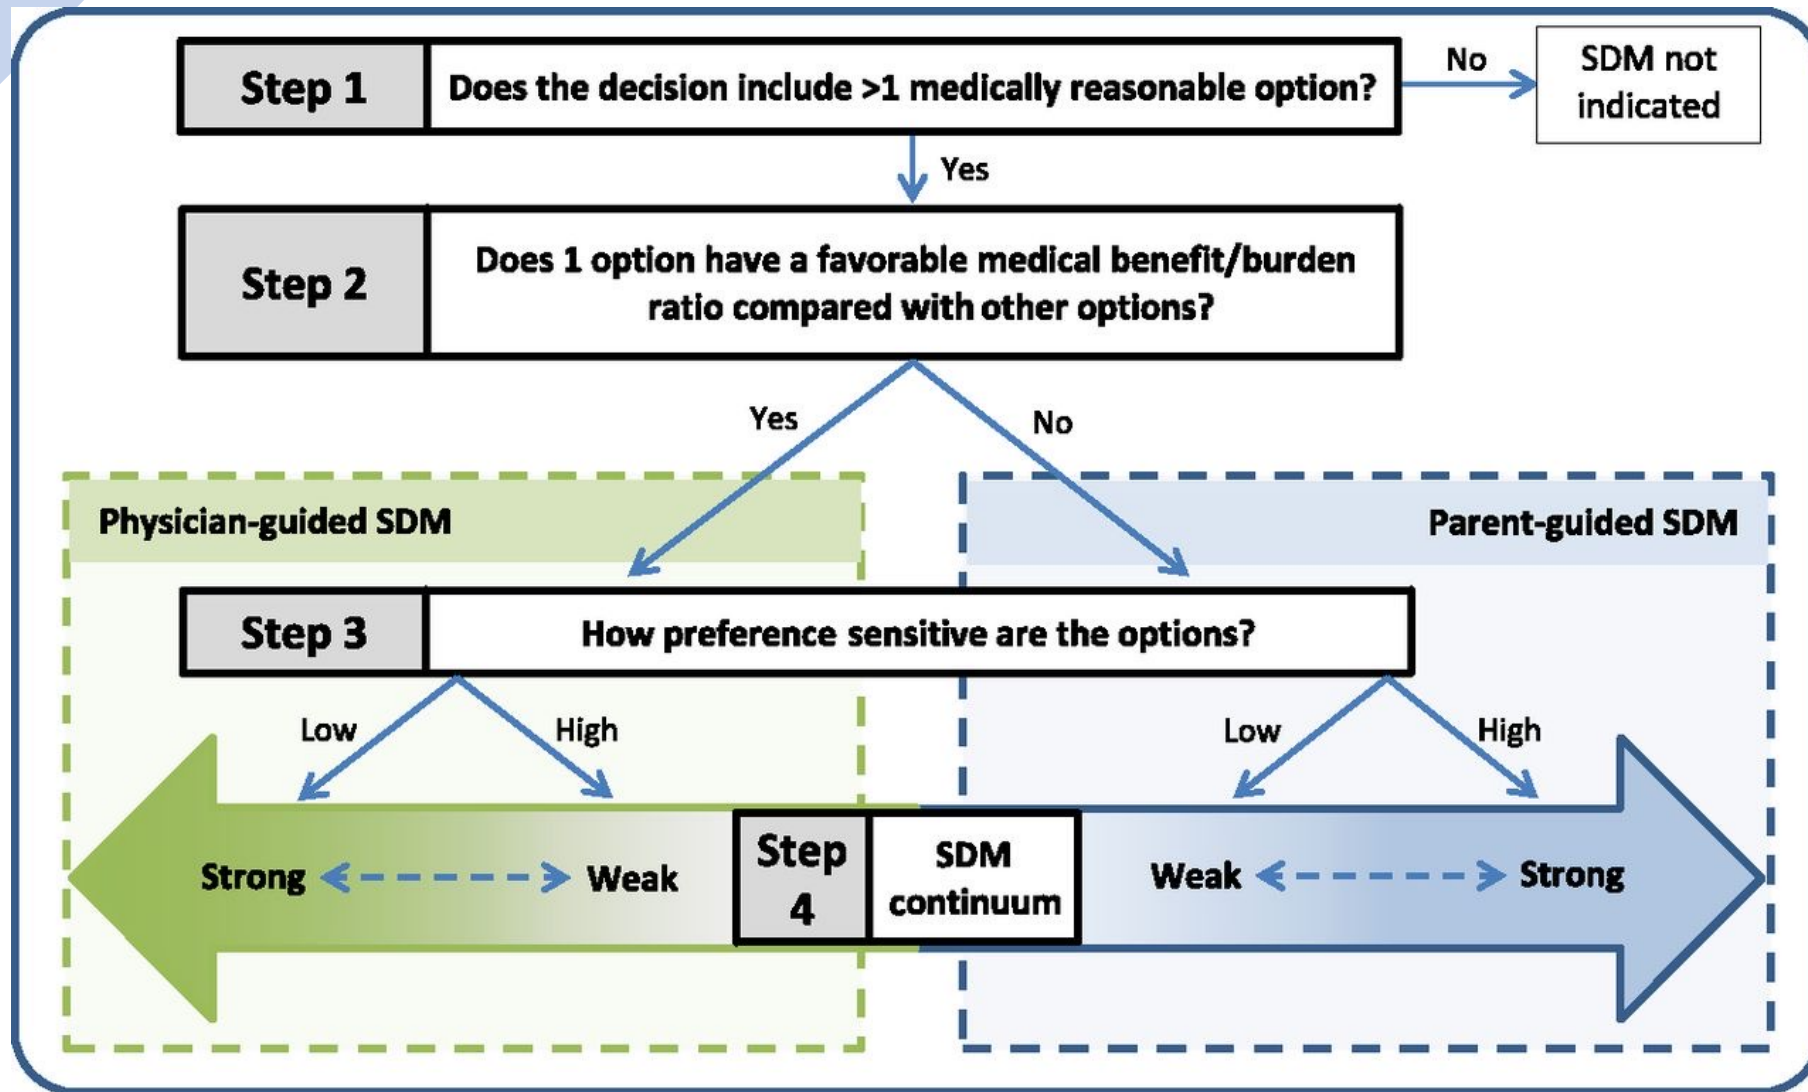 Step 1
Does the decision include >1 medically reasonable option?
No
SDM not
indicated
Yes
Step 2
Does 1 option have a favorable medical benefit/burden
ratio compared with other options?
Yes
No
Physician-guided SDM
Parent-guided SDM
Step 3
How preference sensitive are the options?
Low
High
Low
High
Strong
Weak
Step
4
SDM
continuum
Weak
Strong